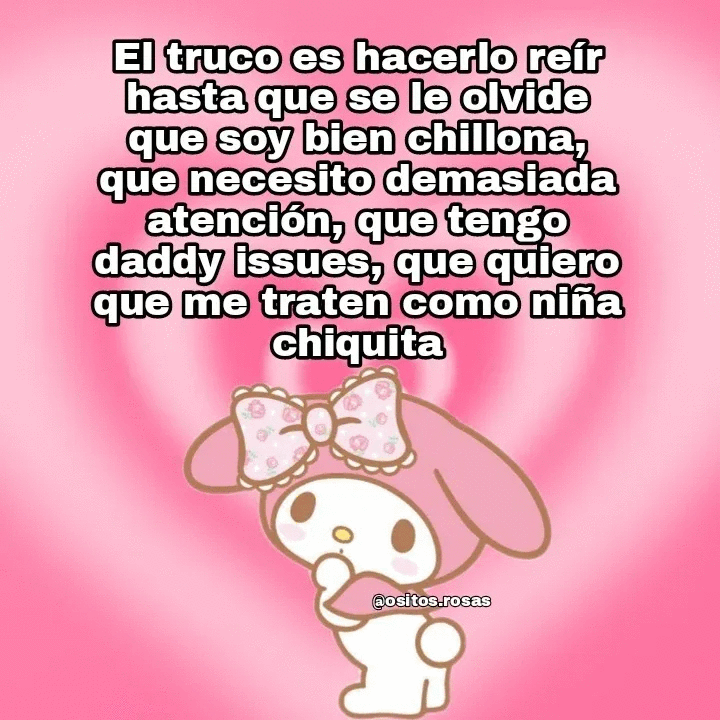 El truco es hacerlo reír
hasta que se le olvide
que soy bien chillona,
que necesito demasiada
atención, que tengo
daddy issues, que quiero
que me traten como niña
chiquita
@ositos.rosas